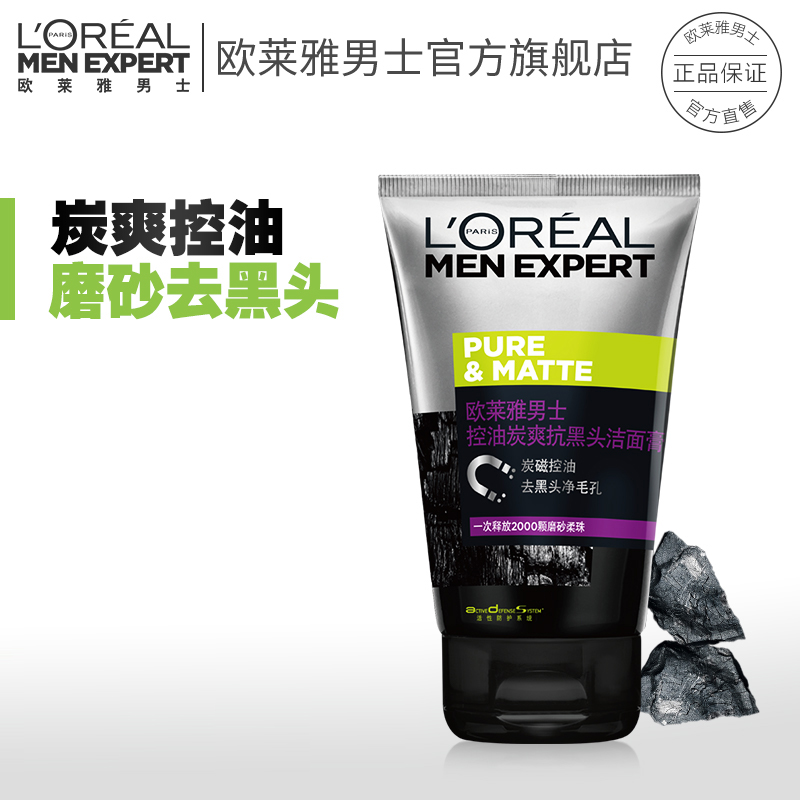 L'ORÉAL
PARIS
MEN EXPERT
欧莱雅男士
欧莱雅男士官方旗舰店
欧莱雅男士
正品保证
官方直售
炭爽控油
磨砂去黑头
L'ORÉAL
PARIS
MEN EXPERT
PURE
& MATTE
欧莱雅男士
控油炭爽抗黑头洁面膏
炭磁控油
去黑头净毛孔
一次释放2000颗磨砂柔珠
ACTIVE DEFENSE SYSTEM
活性防护系统